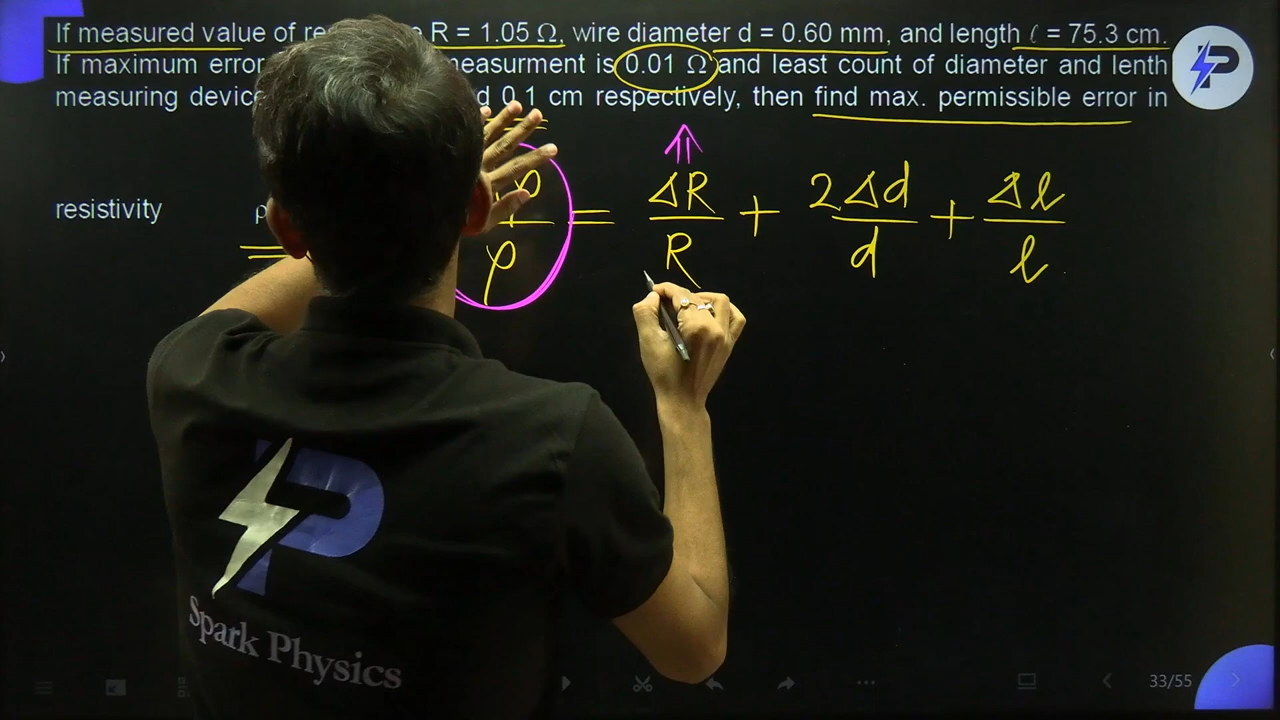 If measured value of re R = 1.05 Ω, wire diameter d = 0.60 mm, and length ℓ = 75.3 cm.
If maximum error measurment is 0.01 Ω and least count of diameter and lenth
measuring device d 0.1 cm respectively, then find max. permissible error in
resistivity ρ
ρ/ρ = ΔR/R + 2Δd/d + Δℓ/ℓ
P
Spark Physics
33/55